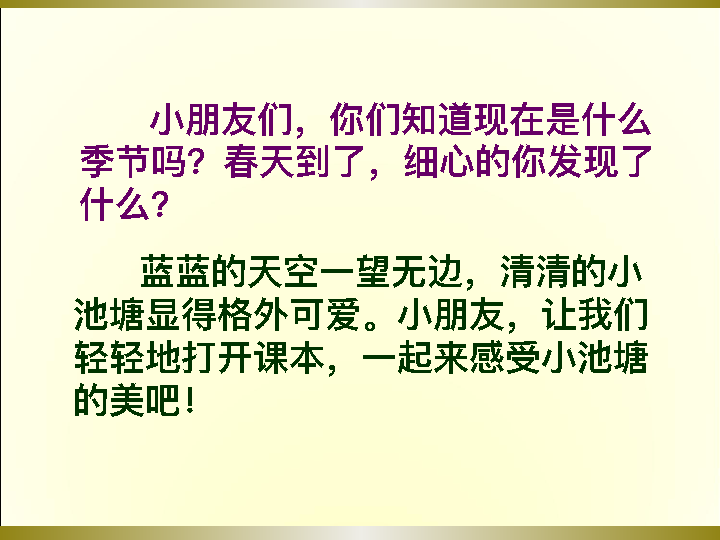 小朋友们，你们知道现在是什么
季节吗？春天到了，细心的你发现了
什么？
蓝蓝的天空一望无边，清清的小
池塘显得格外可爱。小朋友，让我们
轻轻地打开课本，一起来感受小池塘
的美吧！